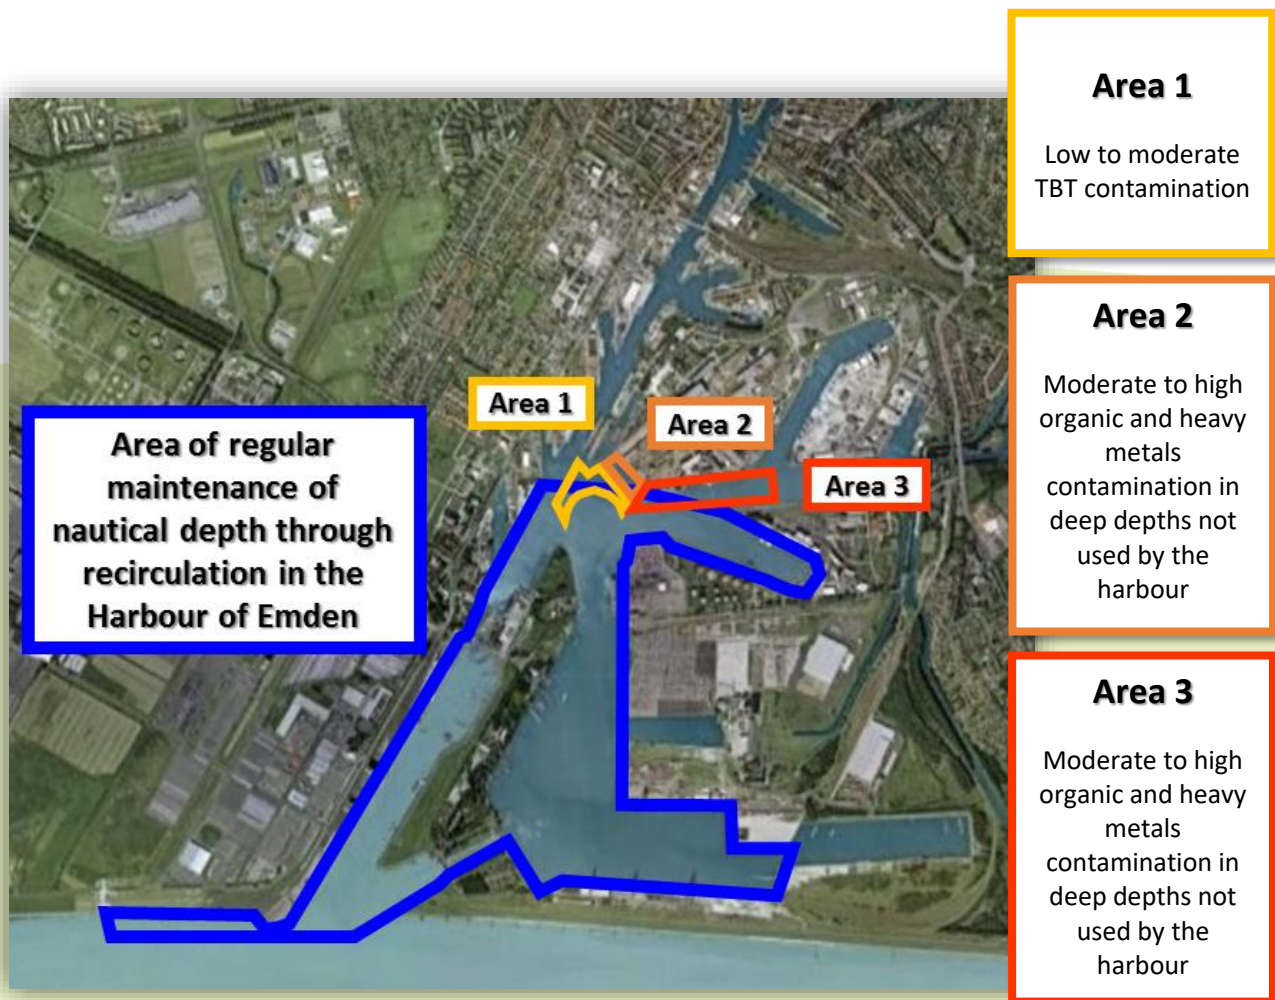 Area 1
Low to moderate
TBT contamination
Area 2
Moderate to high
organic and heavy
metals
contamination in
deep depths not
used by the
harbour
Area 3
Moderate to high
organic and heavy
metals
contamination in
deep depths not
used by the
harbour
Area 1
Area 2
Area 3
Area of regular
maintenance of
nautical depth through
recirculation in the
Harbour of Emden